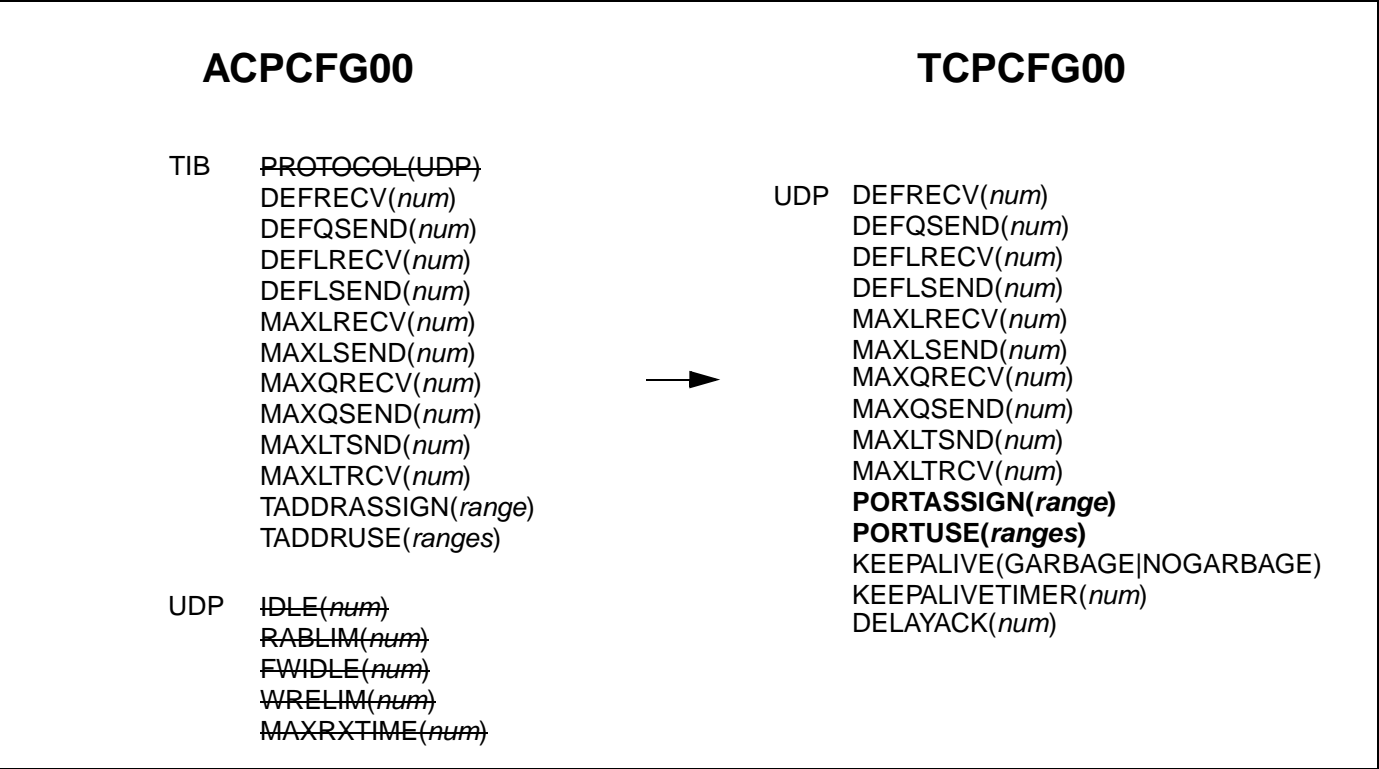 ACPCFG00
TIB PROTOCOL(UDP)
DEFRECV(num)
DEFQSEND(num)
DEFLRECV(num)
DEFLSEND(num)
MAXLRECV(num)
MAXLSEND(num)
MAXQRECV(num)
MAXQSEND(num)
MAXLTSND(num)
MAXLTRCV(num)
TADDRASSIGN(range)
TADDRUSE(ranges)
UDP IDLE(num)
RABLIM(num)
FWIDLE(num)
WRELIM(num)
MAXRXTIME(num)
TCPCFG00
UDP DEFRECV(num)
DEFQSEND(num)
DEFLRECV(num)
DEFLSEND(num)
MAXLRECV(num)
MAXLSEND(num)
MAXQRECV(num)
MAXQSEND(num)
MAXLTSND(num)
MAXLTRCV(num)
PORTASSIGN(range)
PORTUSE(ranges)
KEEPALIVE(GARBAGE|NOGARBAGE)
KEEPALIVETIMER(num)
DELAYACK(num)